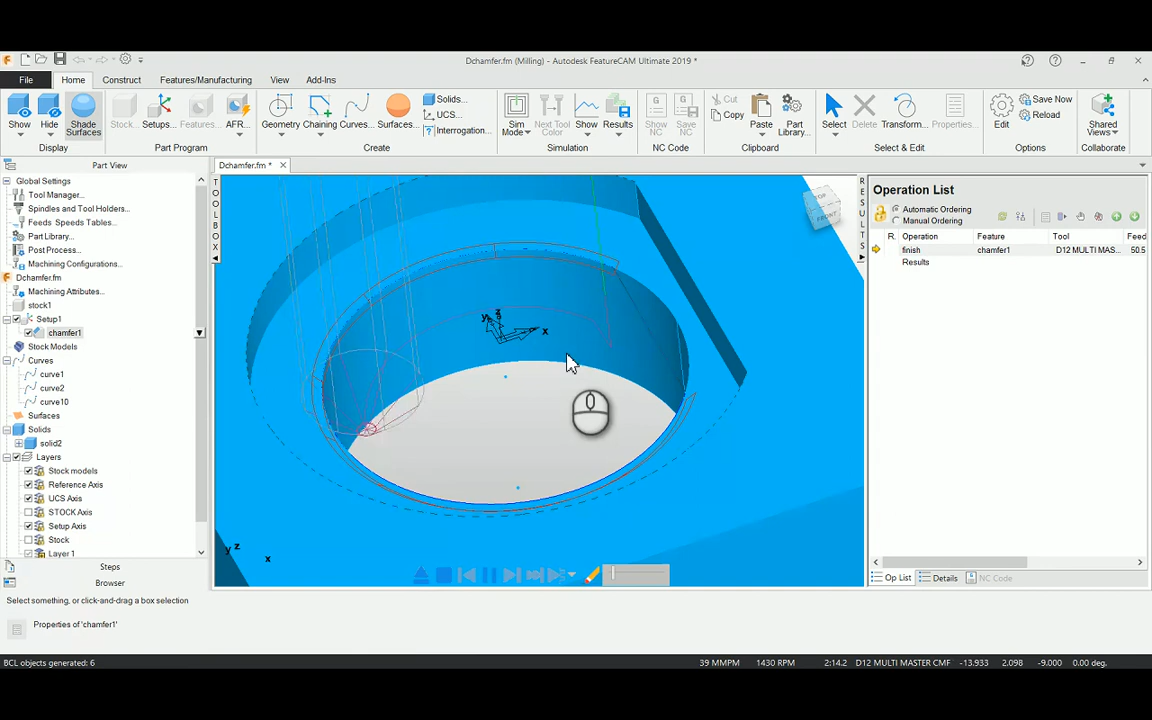 Dchamfer.fm (Milling) - Autodesk FeatureCAM Ultimate 2019 *
File Home Construct Features/Manufacturing View Add-Ins
Show Hide Shade Surfaces Stock... Setups... Features... AFR... Geometry... Chaining Curves... Surfaces... Solids... UCS... Interrogation... Sim Mode Next Tool Color Show Results Show NC Save NC Cut Copy Paste Part Library... Select Delete Transform... Properties... Edit Save Now Reload Shared Views
Display Part Program Create Simulation NC Code Clipboard Select & Edit Options Collaborate
Part View
Dchamfer.fm *
Global Settings
Tool Manager...
Spindles and Tool Holders...
Feeds Speeds Tables...
Part Library...
Post Process...
Machining Configurations...
Dchamfer.fm
Machining Attributes...
stock1
Setup1
chamfer1
Stock Models
Curves
curve1
curve2
curve10
Surfaces
Solids
solid2
Layers
Stock models
Reference Axis
UCS Axis
STOCK Axis
Setup Axis
Stock
Layer 1
Steps
Browser
TOOLBOX
RESULTS
TOP
FRONT
y z x
y z x
Operation List
Automatic Ordering
Manual Ordering
R. Operation Feature Tool Feed
finish chamfer1 D12 MULTI MAS... 50.5
Results
Op List Details NC Code
Select something, or click-and-drag a box selection
Properties of 'chamfer1'
BCL objects generated: 6
39 MMPM 1430 RPM 2:14.2 D12 MULTI MASTER CMF -13.933 2.098 -9.000 0.00 deg.